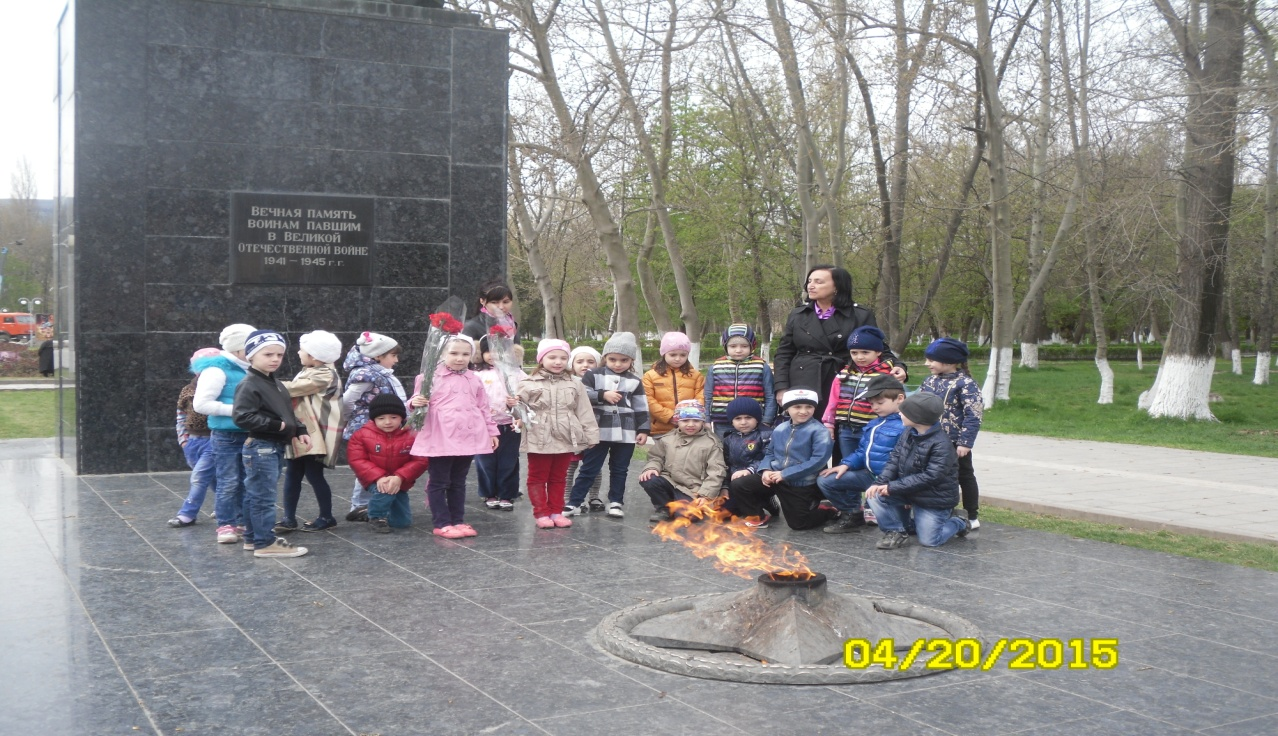 Вечная память
воинам павшим
в Великой
Отечественной войне
1941 – 1945 г.г.
04/20/2015